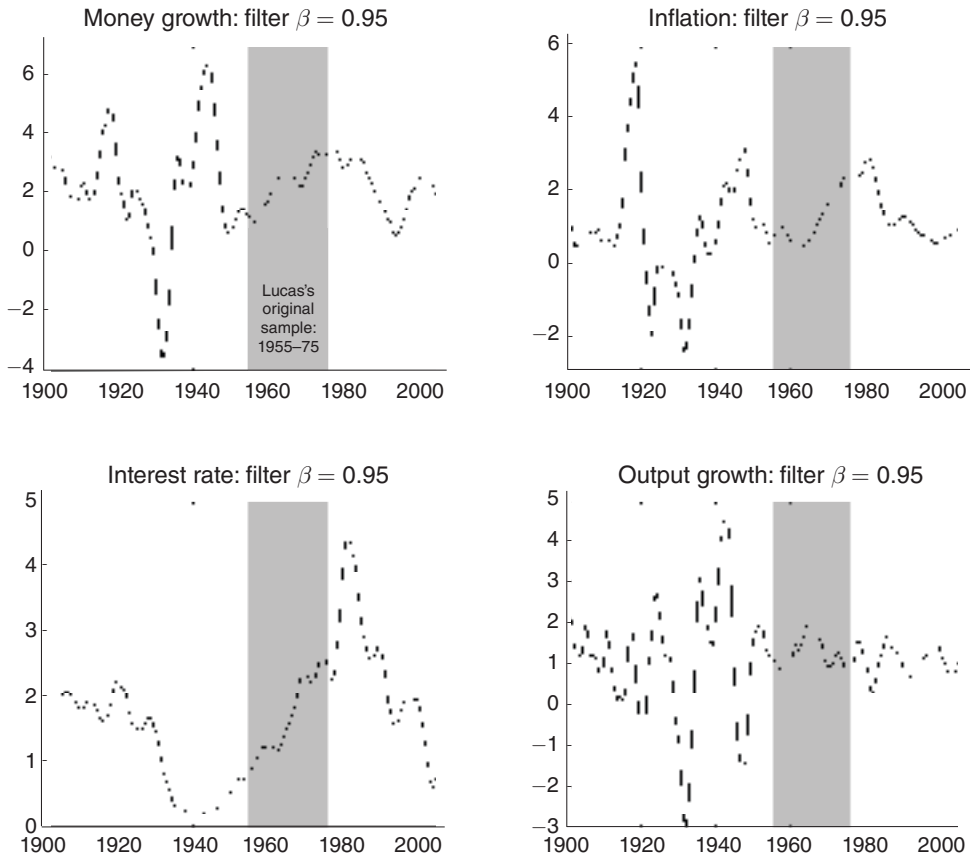 Money growth: filter β = 0.95
6
4
2
0
−2
−4
1900 1920 1940 1960 1980 2000
Lucas's
original
sample:
1955–75
Inflation: filter β = 0.95
6
4
2
0
−2
1900 1920 1940 1960 1980 2000
Interest rate: filter β = 0.95
5
4
3
2
1
0
1900 1920 1940 1960 1980 2000
Output growth: filter β = 0.95
5
4
3
2
1
0
−1
−2
−3
1900 1920 1940 1960 1980 2000